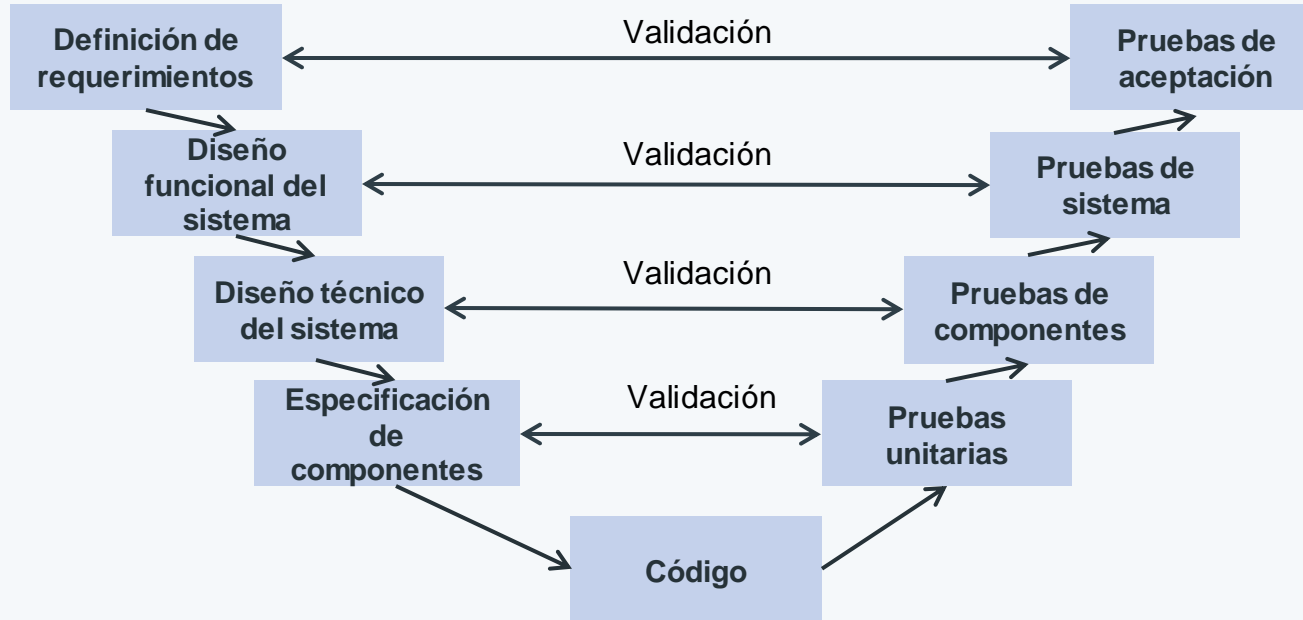 Definición de
requerimientos
Validación
Pruebas de
aceptación
Diseño
funcional del
sistema
Validación
Pruebas de
sistema
Diseño técnico
del sistema
Validación
Pruebas de
componentes
Especificación
de
componentes
Validación
Pruebas
unitarias
Código